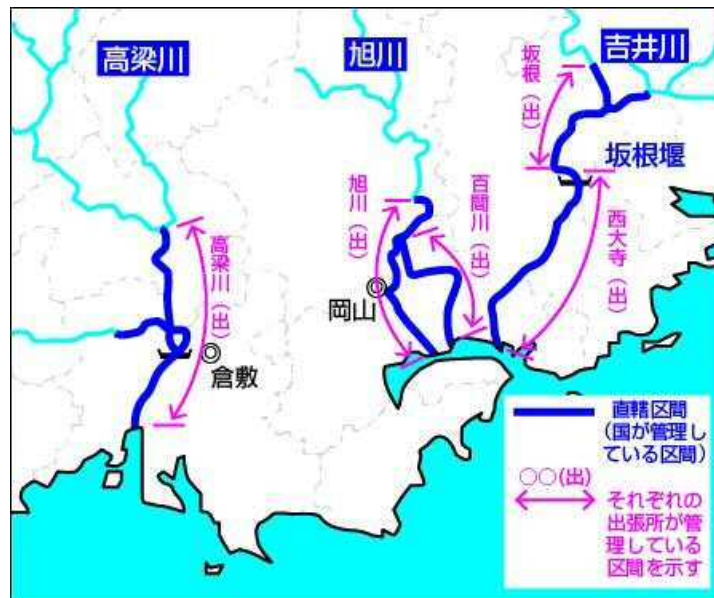 高梁川
旭川
吉井川
坂根（出）
坂根堰
旭川（出）
百間川（出）
西大寺（出）
高梁川（出）
岡山
倉敷
直轄区間
（国が管理し
ている区間）
○○(出)
それぞれの
出張所が管
理している
区間を示す